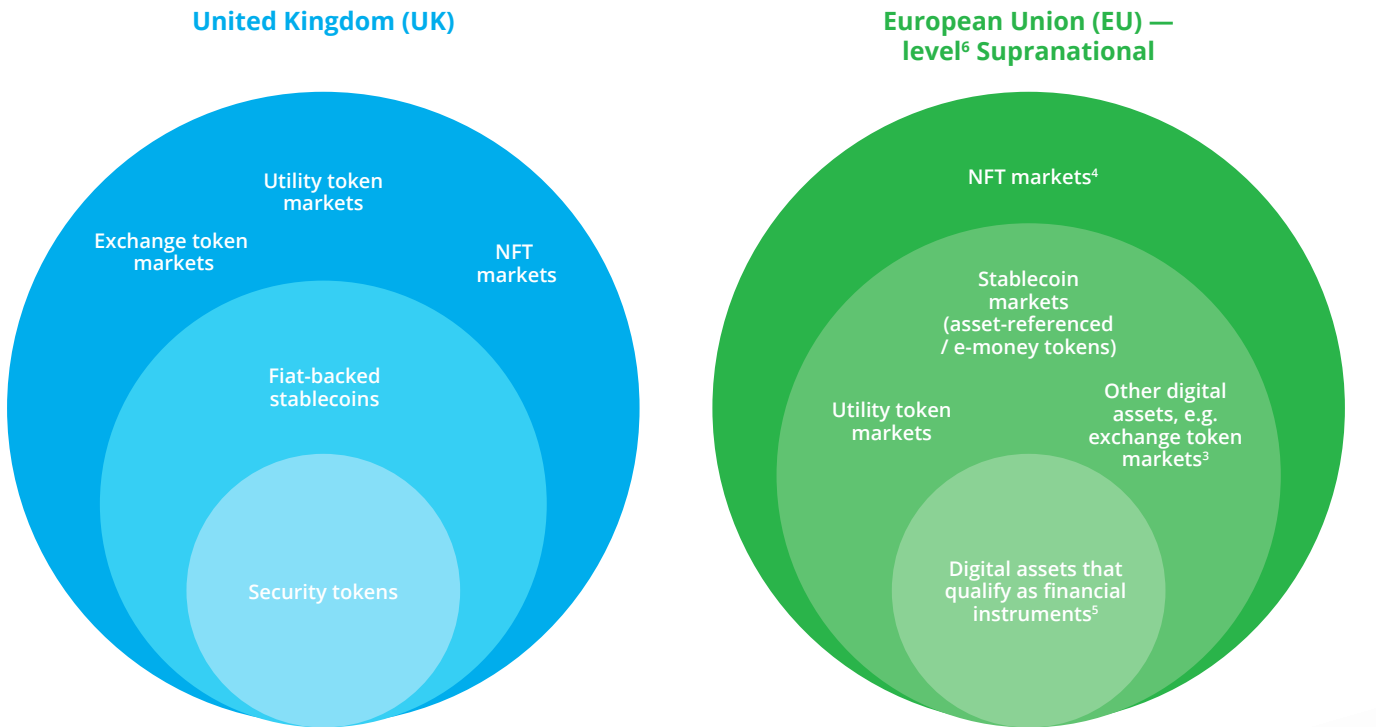 United Kingdom (UK)
Utility token
markets
Exchange token
markets
NFT
markets
Fiat-backed
stablecoins
Security tokens
European Union (EU) —
level⁶ Supranational
NFT markets⁴
Stablecoin
markets
(asset-referenced
/ e-money tokens)
Utility token
markets
Other digital
assets, e.g.
exchange token
markets³
Digital assets that
qualify as financial
instruments⁵